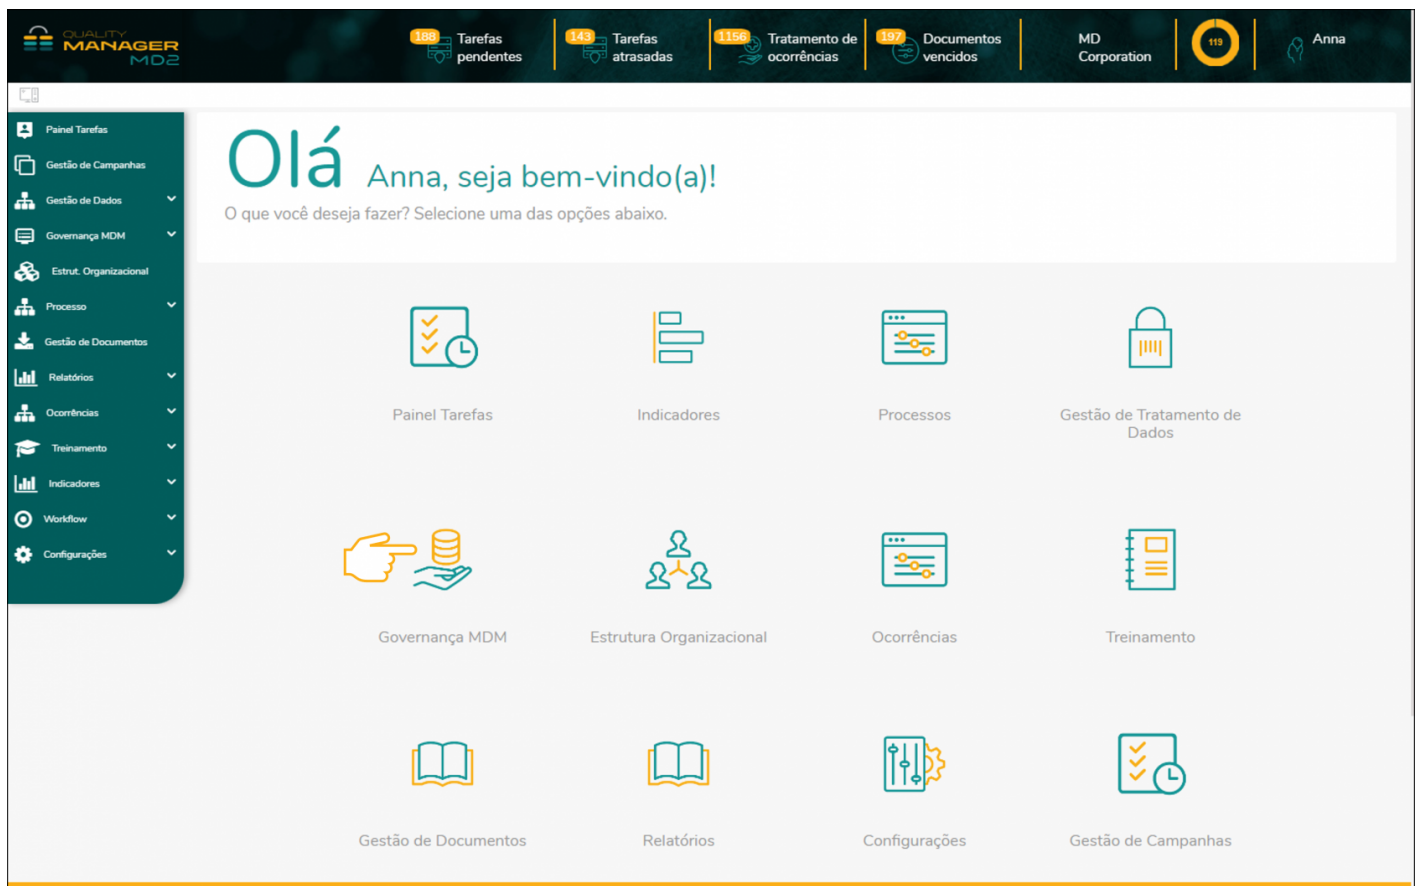 QUALITY
MANAGER
MD2
188
Tarefas
pendentes
143
Tarefas
atrasadas
1156
Tratamento de
ocorrências
197
Documentos
vencidos
MD
Corporation
119
Anna
Painel Tarefas
Gestão de Campanhas
Gestão de Dados
Governança MDM
Estrut. Organizacional
Processo
Gestão de Documentos
Relatórios
Ocorrências
Treinamento
Indicadores
Workflow
Configurações
Olá Anna, seja bem-vindo(a)!
O que você deseja fazer? Selecione uma das opções abaixo.
Painel Tarefas
Indicadores
Processos
Gestão de Tratamento de
Dados
Governança MDM
Estrutura Organizacional
Ocorrências
Treinamento
Gestão de Documentos
Relatórios
Configurações
Gestão de Campanhas